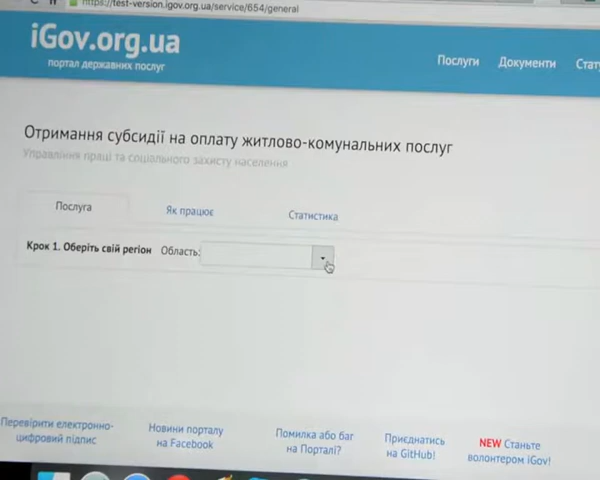 https://test-version.igov.org.ua/service/654/general
iGov.org.ua
портал державних послуг
Послуги Документи
Отримання субсидії на оплату житлово-комунальних послуг
Управління праці та соціального захисту населення
Послуга Як працює Статистика
Крок 1. Оберіть свій регіон Область:
Перевірити електронно-
цифровий підпис
Новини порталу
на Facebook
Помилка або баг
на Порталі?
Приєднатись
на GitHub!
NEW Станьте
волонтером iGov!